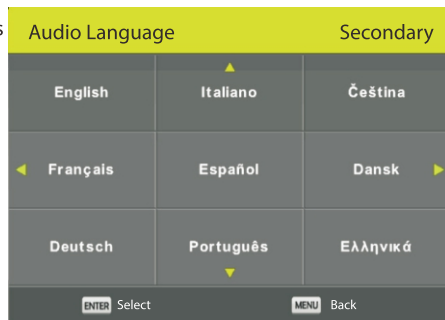 s
Audio Language Secondary
English Italiano Čeština
Français Español Dansk
Deutsch Português Ελληνικά
ENTER Select MENU Back